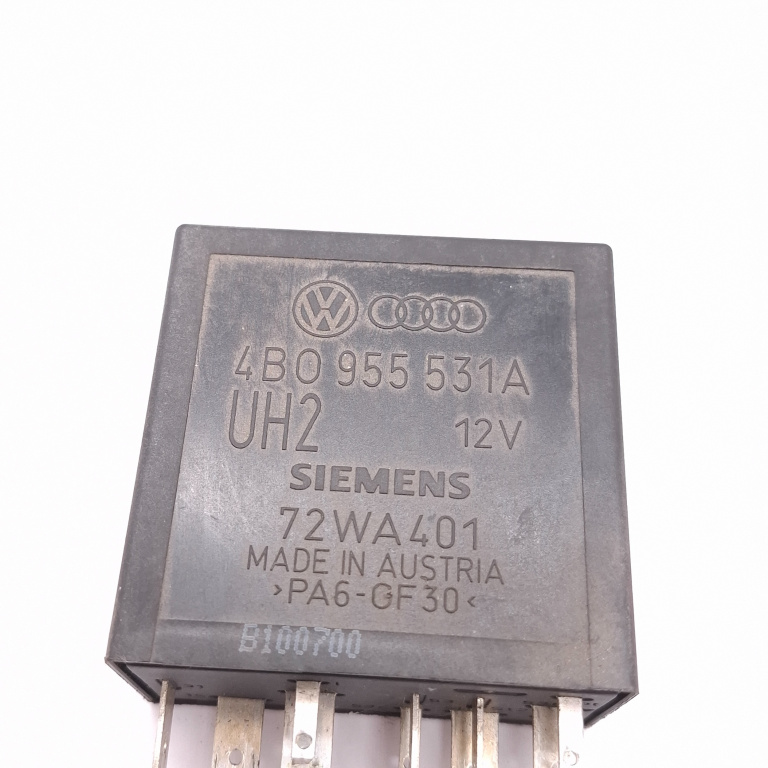 4B0 955 531A
UH2 12V
SIEMENS
72WA401
MADE IN AUSTRIA
>PA6-GF30<
B100700